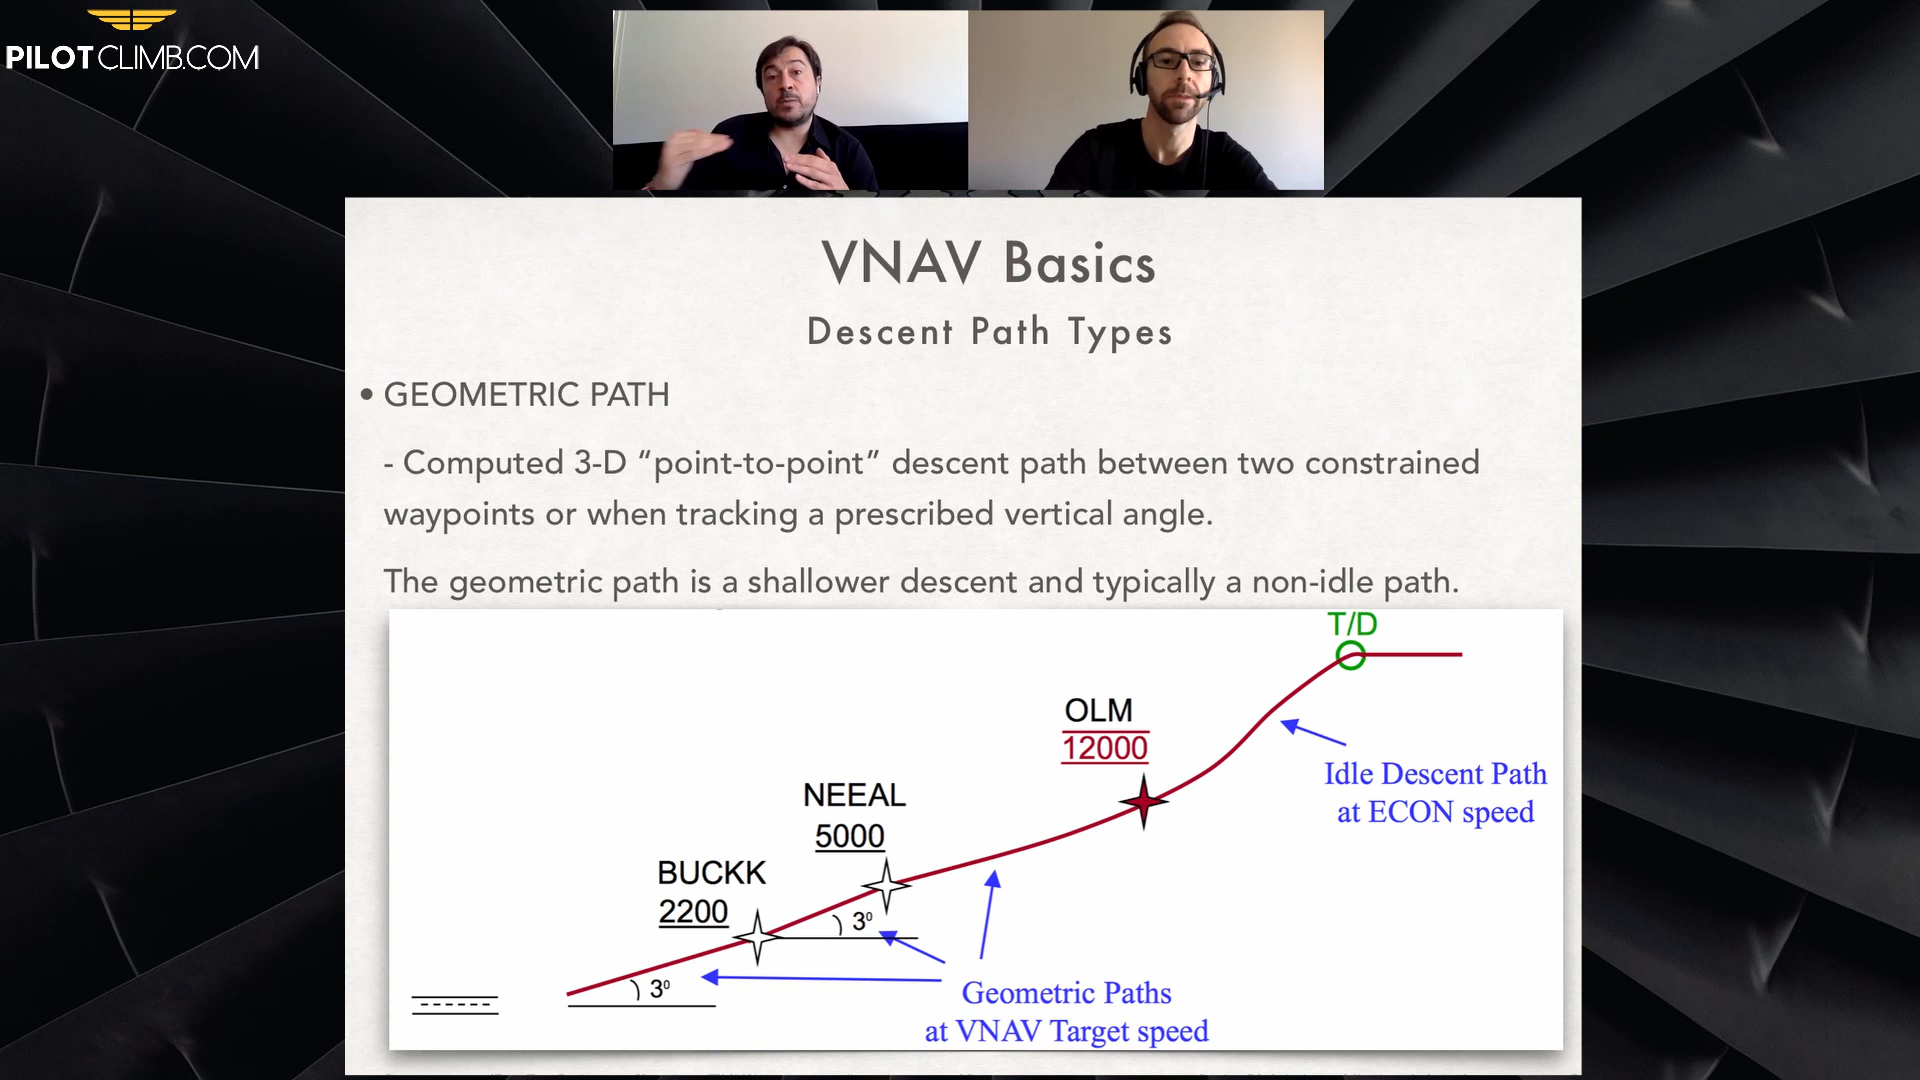 PILOTCLIMB.COM
VNAV Basics
Descent Path Types
• GEOMETRIC PATH
- Computed 3-D “point-to-point” descent path between two constrained
waypoints or when tracking a prescribed vertical angle.
The geometric path is a shallower descent and typically a non-idle path.
T/D
OLM
12000
Idle Descent Path
at ECON speed
NEEAL
5000
BUCKK
2200
3⁰
3⁰
Geometric Paths
at VNAV Target speed